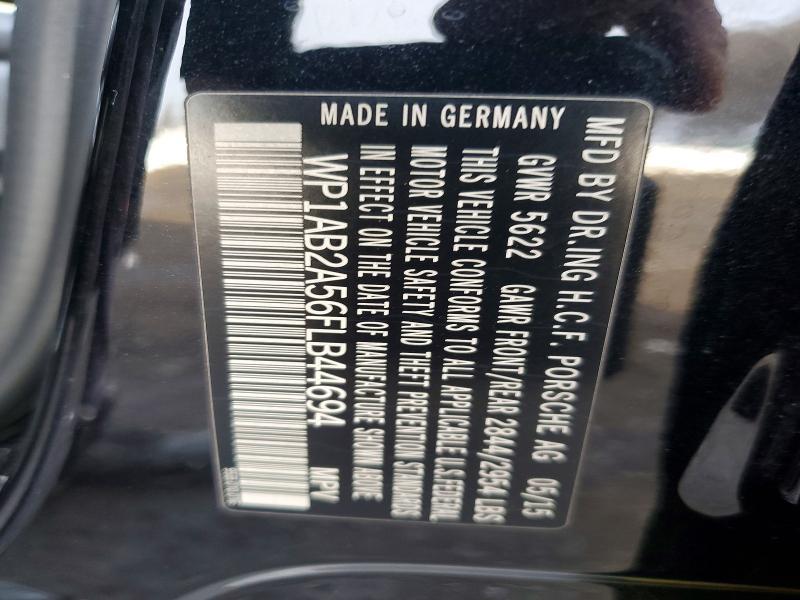 MFD BY DR.ING H.C.F. PORSCHE AG 05/15
GVWR 5622 GAWR FRONT/REAR 2844/2954 LBS
THIS VEHICLE CONFORMS TO ALL APPLICABLE U.S.FEDERAL
MOTOR VEHICLE SAFETY AND THEFT PREVENTION STANDARDS
IN EFFECT ON THE DATE OF MANUFACTURE SHOWN ABOVE
WP1AB2A56FLB44694 MPV
MADE IN GERMANY